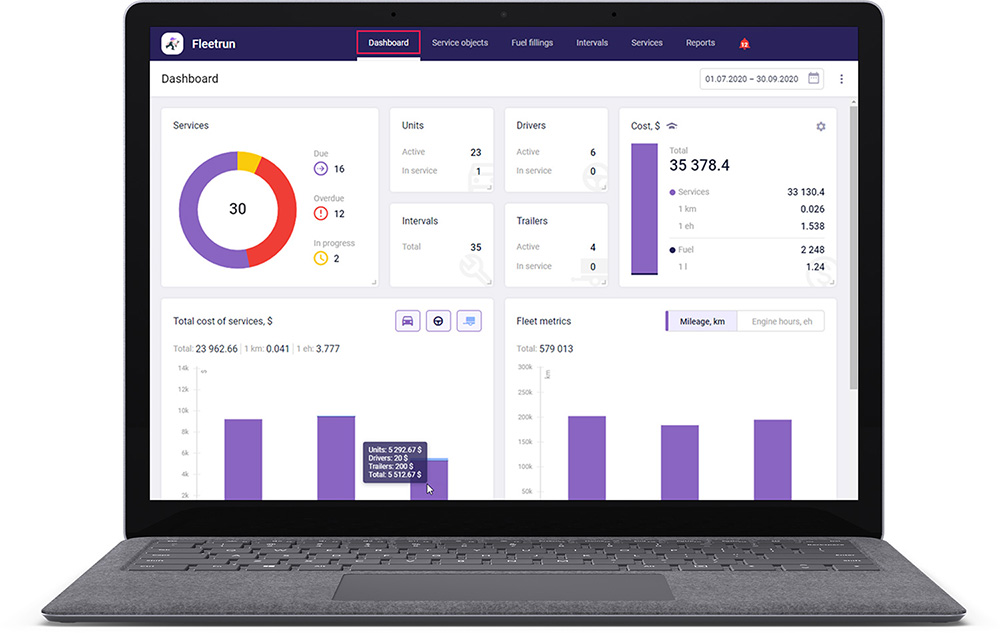 Fleetrun
Dashboard
Service objects
Fuel fillings
Intervals
Services
Reports
12
Dashboard
01.07.2020 – 30.09.2020
Services
30
Due
16
Overdue
12
In progress
2
Units
Active 23
In service 1
Drivers
Active 6
In service 0
Intervals
Total 35
Trailers
Active 4
In service 0
Cost, $
Total
35 378.4
Services 33 130.4
1 km 0.026
1 eh 1.538
Fuel 2 248
1 l 1.24
Total cost of services, $
Total: 23 962.66 1 km: 0.041 1 eh: 3.777
14k
12k
10k
8k
6k
4k
2k
$
Units: 5 292.67 $
Drivers: 20 $
Trailers: 200 $
Total: 5 512.67 $
Fleet metrics
Mileage, km
Engine hours, eh
Total: 579 013
300k
250k
200k
150k
100k
50k
km